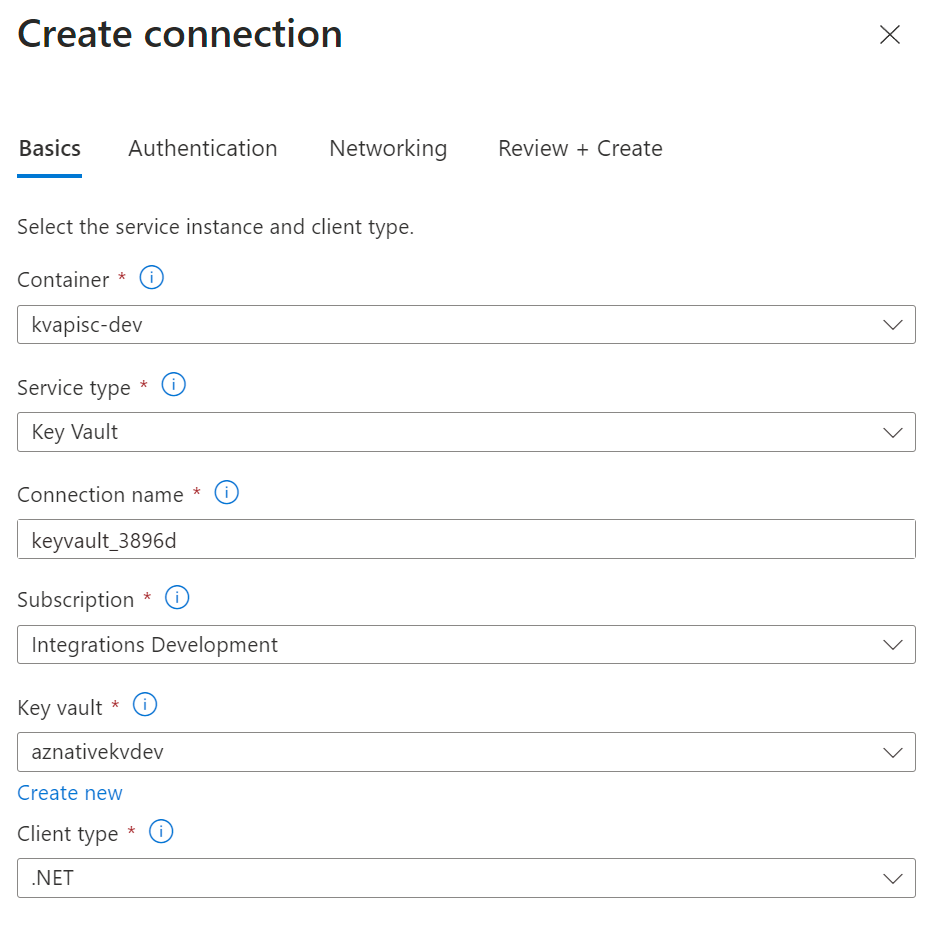 Create connection
Basics Authentication Networking Review + Create
Select the service instance and client type.
Container *
kvapisc-dev
Service type *
Key Vault
Connection name *
keyvault_3896d
Subscription *
Integrations Development
Key vault *
aznativekvdev
Create new
Client type *
.NET